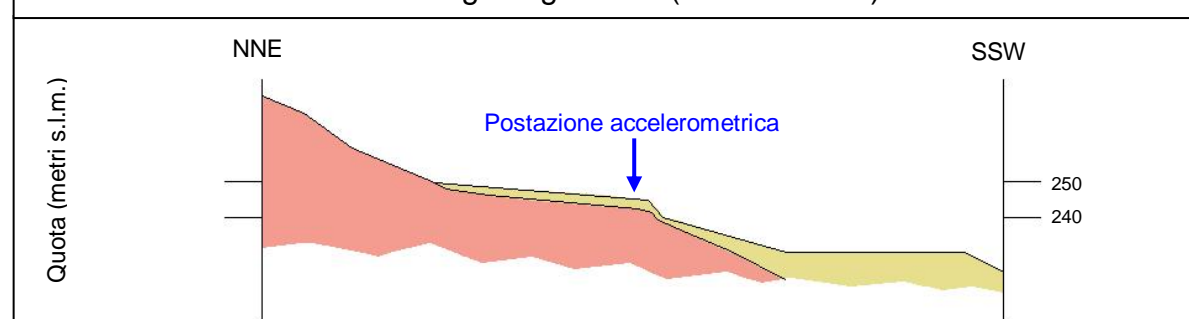 NNE
SSW
Postazione accelerometrica
Quota (metri s.l.m.)
250
240